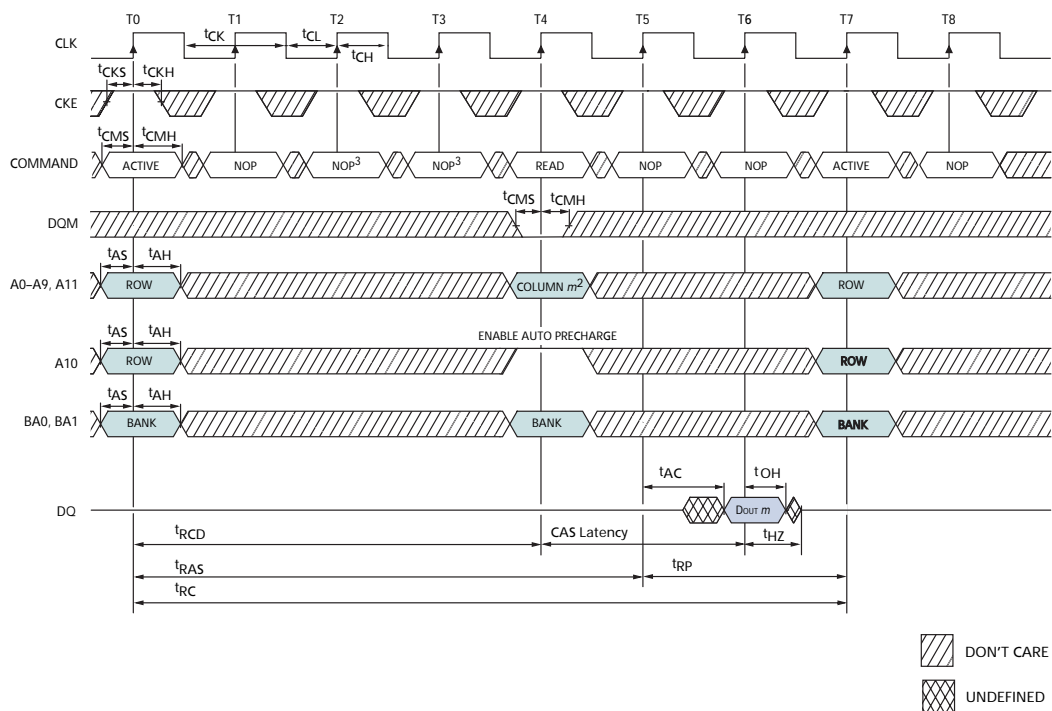 T0 T1 T2 T3 T4 T5 T6 T7 T8
CLK
tCK tCL
tCH
tCKS tCKH
CKE
tCMS tCMH
COMMAND ACTIVE NOP NOP3 NOP3 READ NOP NOP ACTIVE NOP
tCMS tCMH
DQM
tAS tAH
A0–A9, A11 ROW COLUMN m2 ROW
ENABLE AUTO PRECHARGE
tAS tAH
A10 ROW ROW
tAS tAH
BA0, BA1 BANK BANK BANK
tAC tOH
DQ DOUT m
tRCD CAS Latency tHZ
tRAS tRP
tRC
DON'T CARE
UNDEFINED